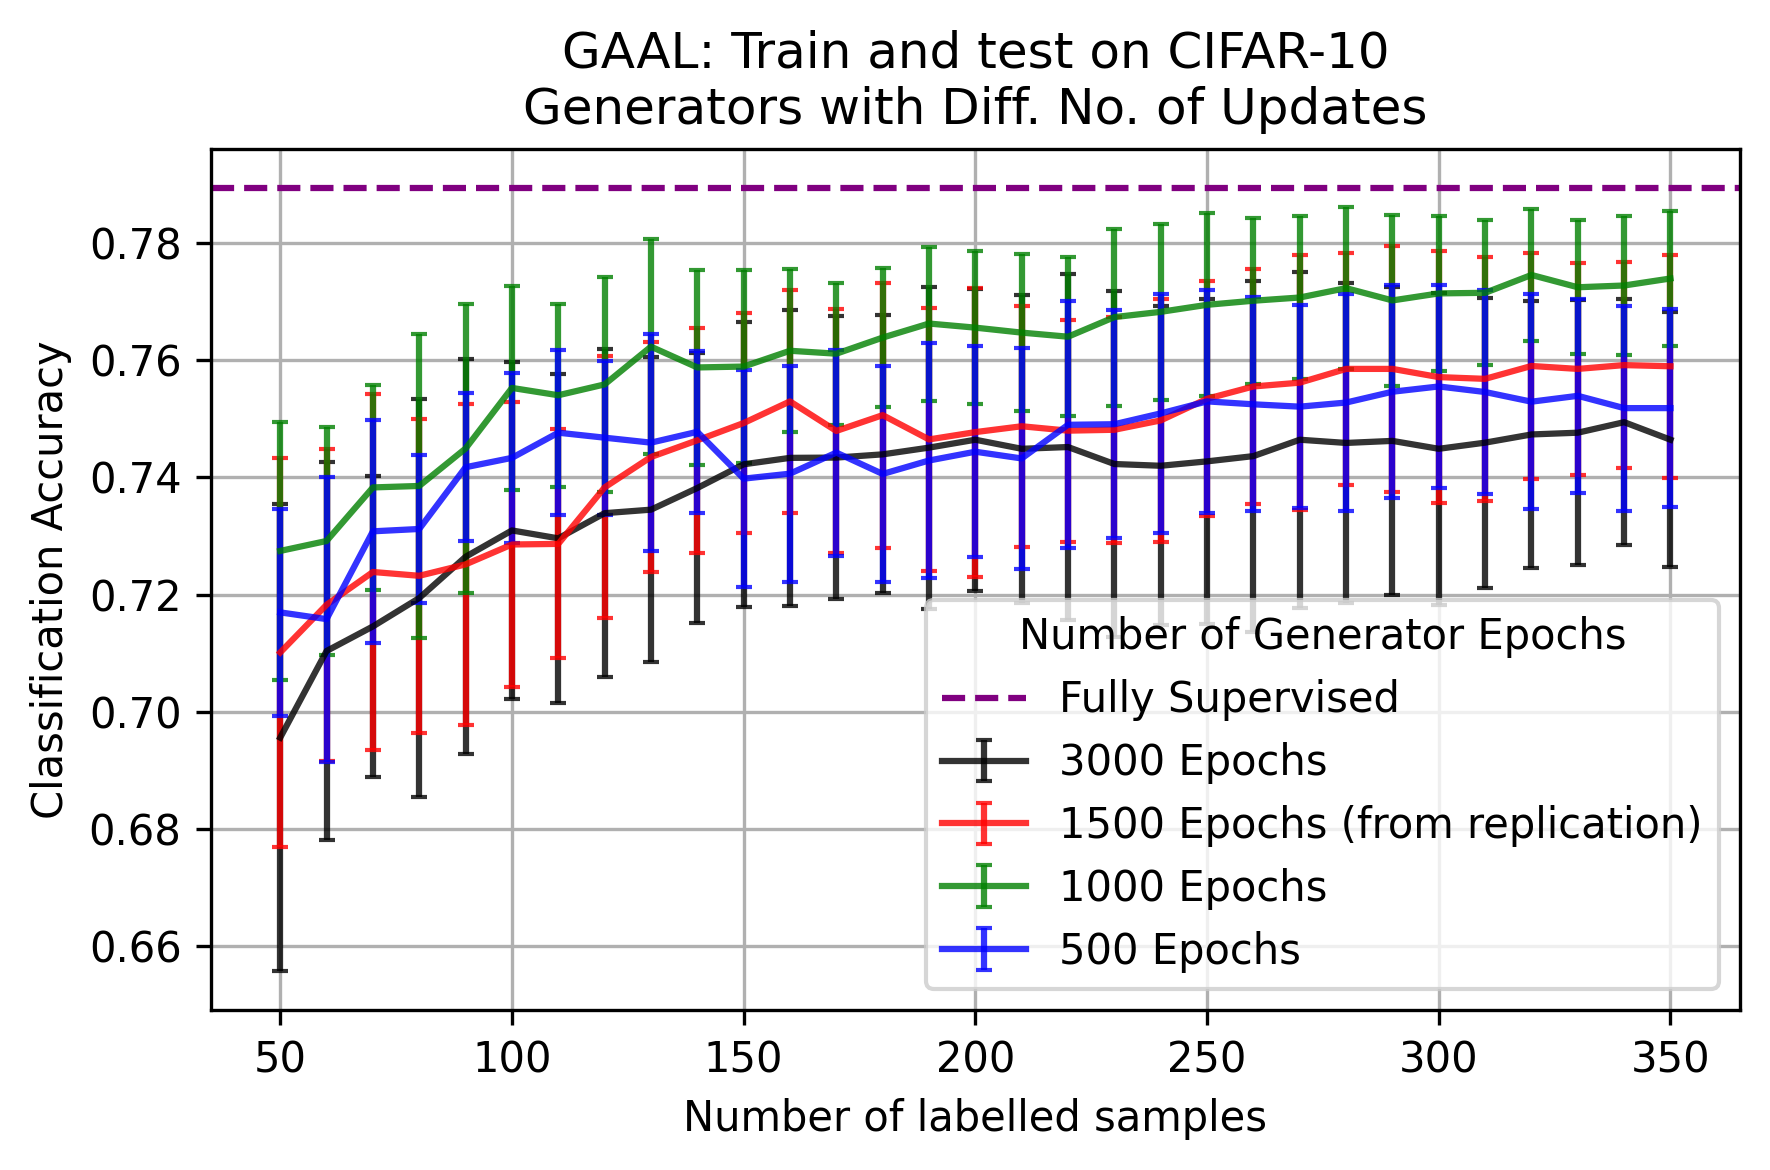 GAAL: Train and test on CIFAR-10
Generators with Diff. No. of Updates
Classification Accuracy
0.78
0.76
0.74
0.72
0.70
0.68
0.66
Number of Generator Epochs
Fully Supervised
3000 Epochs
1500 Epochs (from replication)
1000 Epochs
500 Epochs
50 100 150 200 250 300 350
Number of labelled samples